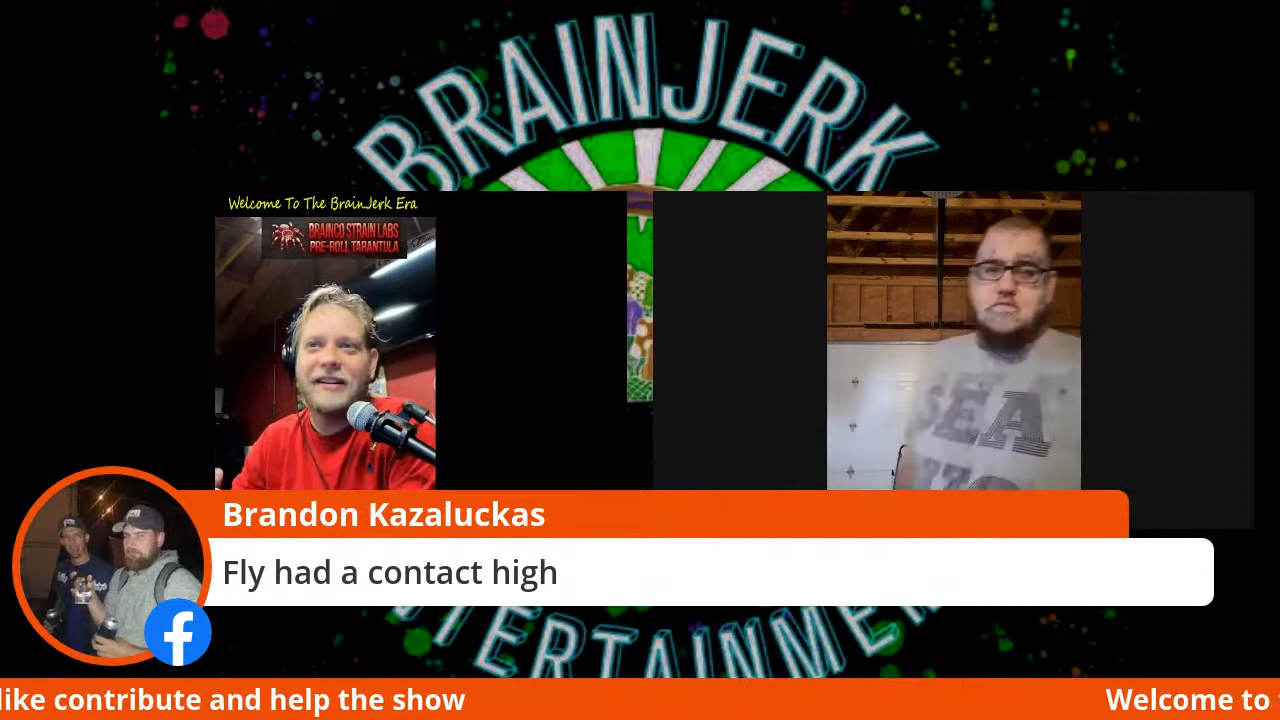 BRAINJERK
Welcome To The BrainJerk Era
BRAINCO STRAIN LABS
PRE-ROLL TARANTULA
SEA
Brandon Kazaluckas
Fly had a contact high
like contribute and help the show
Welcome to